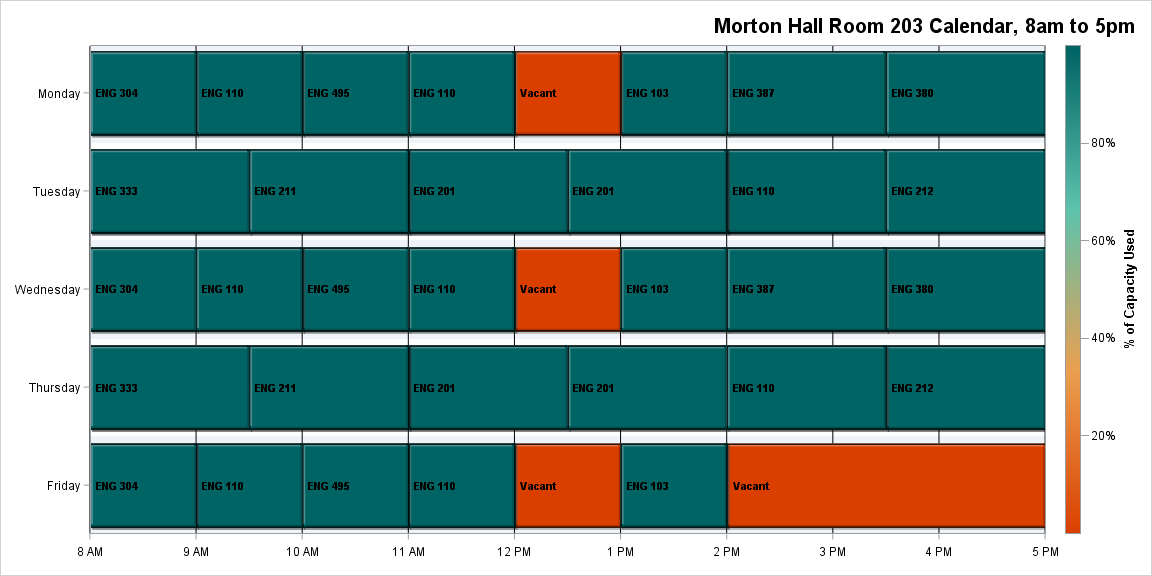 Morton Hall Room 203 Calendar, 8am to 5pm
Monday ENG 304 ENG 110 ENG 495 ENG 110 Vacant ENG 103 ENG 387 ENG 380
80%
Tuesday ENG 333 ENG 211 ENG 201 ENG 201 ENG 110 ENG 212
60%
Wednesday ENG 304 ENG 110 ENG 495 ENG 110 Vacant ENG 103 ENG 387 ENG 380
% of Capacity Used
40%
Thursday ENG 333 ENG 211 ENG 201 ENG 201 ENG 110 ENG 212
20%
Friday ENG 304 ENG 110 ENG 495 ENG 110 Vacant ENG 103 Vacant
8 AM 9 AM 10 AM 11 AM 12 PM 1 PM 2 PM 3 PM 4 PM 5 PM